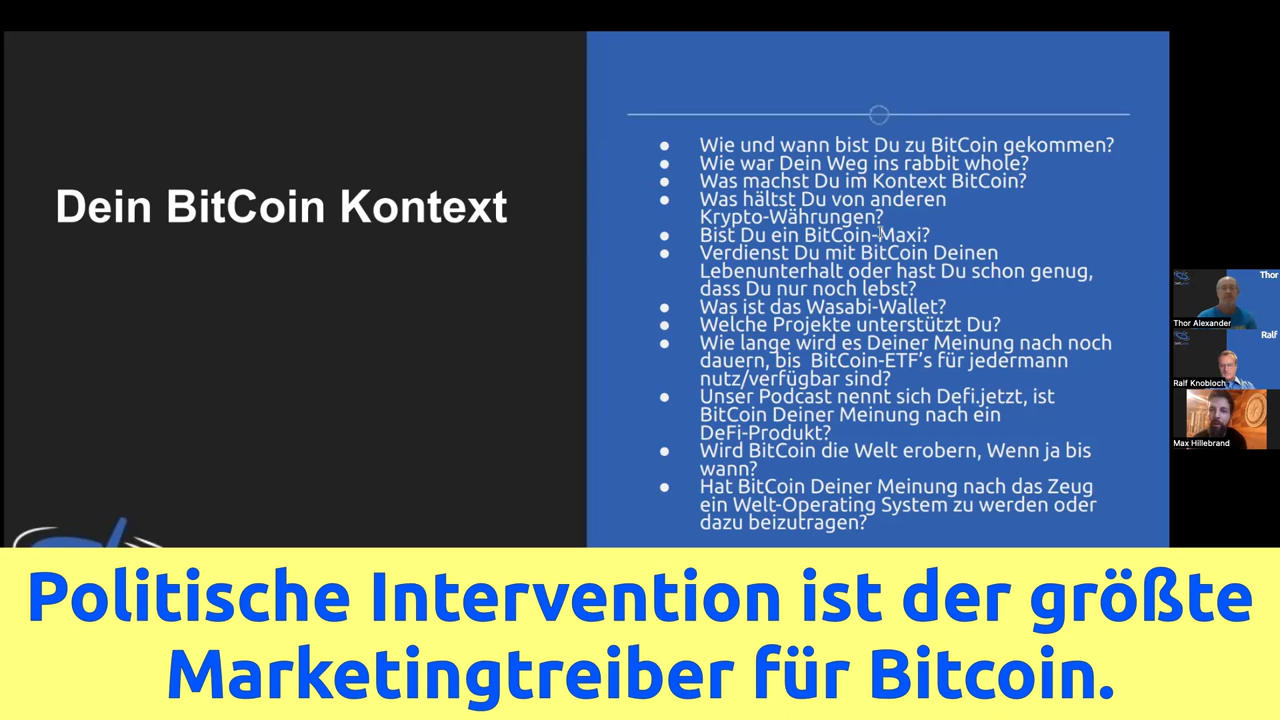 Dein BitCoin Kontext
● Wie und wann bist Du zu BitCoin gekommen?
● Wie war Dein Weg ins rabbit whole?
● Was machst Du im Kontext BitCoin?
● Was hältst Du von anderen
Krypto-Währungen?
● Bist Du ein BitCoin-Maxi?
● Verdienst Du mit BitCoin Deinen
Lebenunterhalt oder hast Du schon genug,
dass Du nur noch lebst?
● Was ist das Wasabi-Wallet?
● Welche Projekte unterstützt Du?
● Wie lange wird es Deiner Meinung nach noch
dauern, bis BitCoin-ETF's für jedermann
nutz/verfügbar sind?
● Unser Podcast nennt sich Defi.jetzt, ist
BitCoin Deiner Meinung nach ein
DeFi-Produkt?
● Wird BitCoin die Welt erobern, Wenn ja bis
wann?
● Hat BitCoin Deiner Meinung nach das Zeug
ein Welt-Operating System zu werden oder
dazu beizutragen?
Thor
Thor Alexander
Ralf
Ralf Knobloch
Max Hillebrand
Politische Intervention ist der größte
Marketingtreiber für Bitcoin.